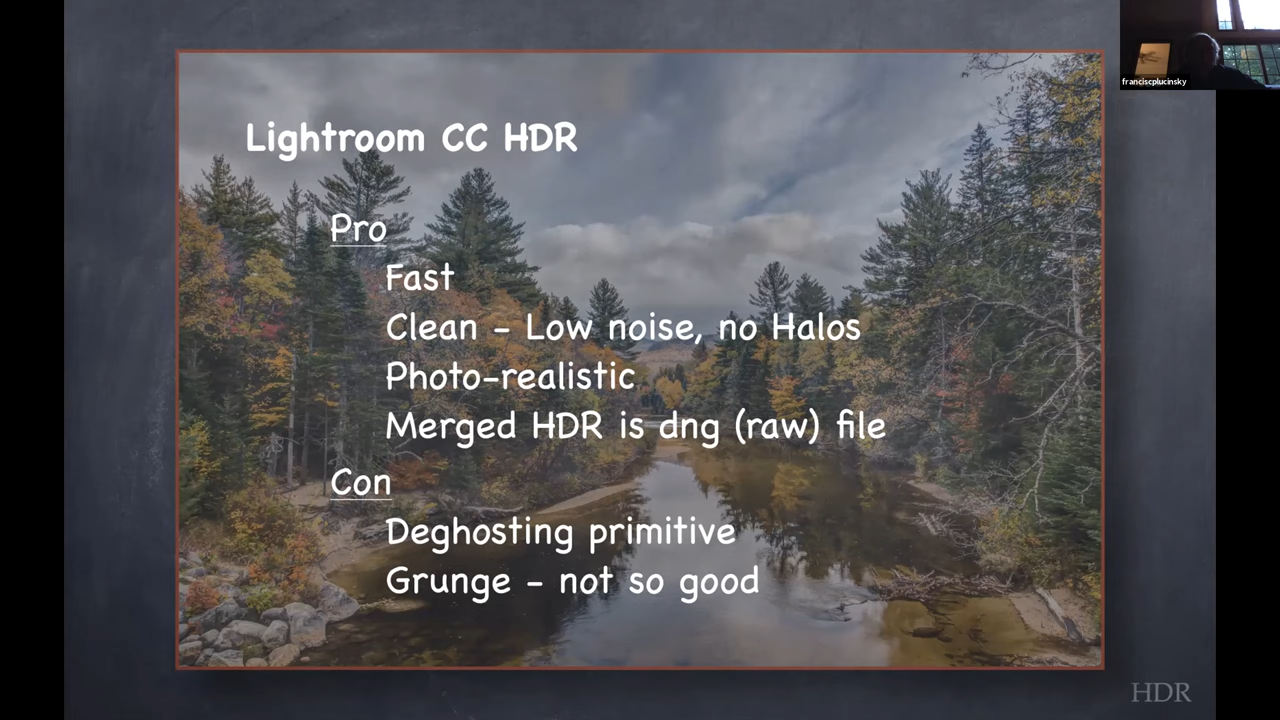 Lightroom CC HDR
Pro
Fast
Clean - Low noise, no Halos
Photo-realistic
Merged HDR is dng (raw) file
Con
Deghosting primitive
Grunge - not so good
HDR
franciscplucinsky